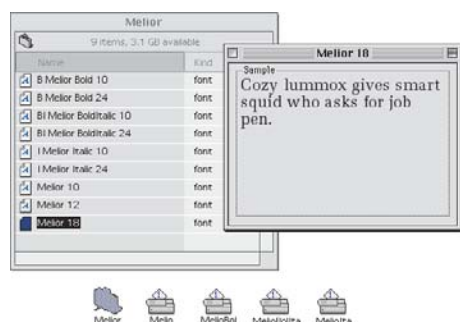 Melior
9 items, 3.1 GB available
Name Kind
B Melior Bold 10 font
B Melior Bold 24 font
BI Melior BoldItalic 10 font
BI Melior BoldItalic 24 font
I Melior Italic 10 font
I Melior Italic 24 font
Melior 10 font
Melior 12 font
Melior 18 font
Melior 18
Sample
Cozy lummox gives smart
squid who asks for job
pen.
Melior Melio MelioBol MelioBolIta MelioIta